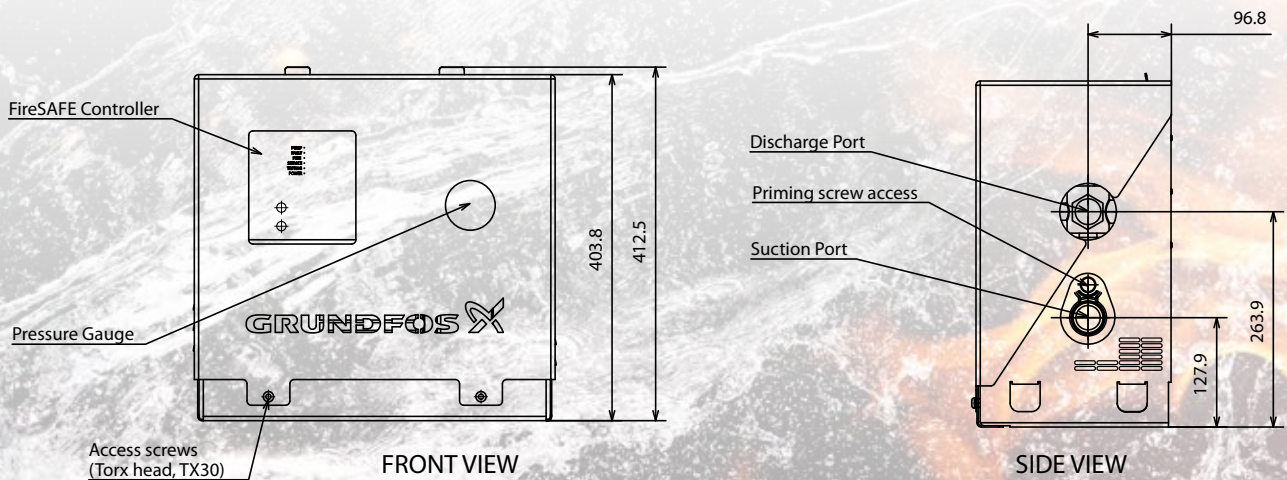 96.8
FireSAFE Controller
Discharge Port
Priming screw access
Suction Port
403.8
412.5
263.9
127.9
GRUNDFOS
Pressure Gauge
Access screws
(Torx head, TX30)
FRONT VIEW
SIDE VIEW